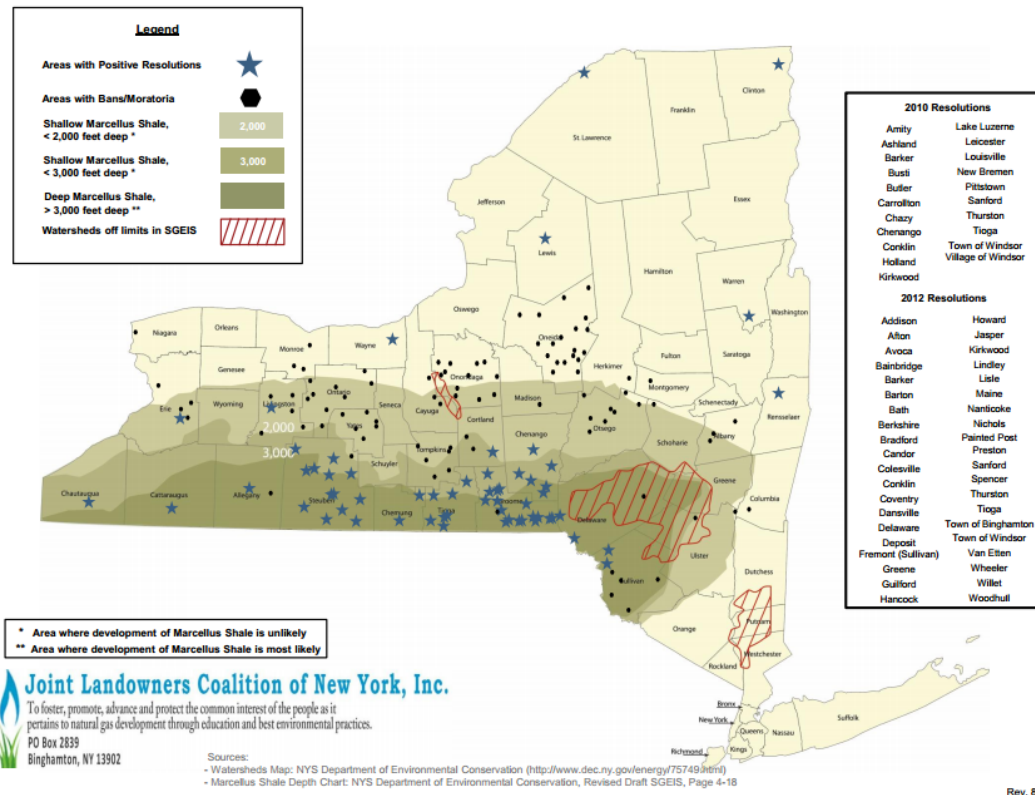 Legend
Areas with Positive Resolutions
Areas with Bans/Moratoria
Shallow Marcellus Shale,
< 2,000 feet deep *
2,000
Shallow Marcellus Shale,
< 3,000 feet deep *
3,000
Deep Marcellus Shale,
> 3,000 feet deep **
Watersheds off limits in SGEIS
Clinton
Franklin
St. Lawrence
Jefferson
Essex
Lewis
Hamilton
Warren
Washington
Oswego
Oneida
Herkimer
Fulton
Saratoga
Niagara
Orleans
Monroe
Wayne
Genesee
Onondaga
Madison
Montgomery
Schenectady
Rensselaer
Erie
Wyoming
Livingston
Ontario
Seneca
Cayuga
Yates
2,000
3,000
Cortland
Chenango
Otsego
Schoharie
Albany
Tompkins
Schuyler
Chautauqua
Cattaraugus
Allegany
Steuben
Chemung
Tioga
Broome
Delaware
Greene
Columbia
Ulster
Sullivan
Dutchess
Orange
Putnam
Westchester
Rockland
Bronx
New York
Queens
Nassau
Suffolk
Richmond
Kings
2010 Resolutions
Amity Lake Luzerne
Ashland Leicester
Barker Louisville
Busti New Bremen
Butler Pittstown
Carrollton Sanford
Chazy Thurston
Chenango Tioga
Conklin Town of Windsor
Holland Village of Windsor
Kirkwood
2012 Resolutions
Addison Howard
Afton Jasper
Avoca Kirkwood
Bainbridge Lindley
Barker Lisle
Barton Maine
Bath Nanticoke
Berkshire Nichols
Bradford Painted Post
Candor Preston
Colesville Sanford
Conklin Spencer
Coventry Thurston
Dansville Tioga
Delaware Town of Binghamton
Deposit Town of Windsor
Fremont (Sullivan) Van Etten
Greene Wheeler
Guilford Willet
Hancock Woodhull
* Area where development of Marcellus Shale is unlikely
** Area where development of Marcellus Shale is most likely
Joint Landowners Coalition of New York, Inc.
To foster, promote, advance and protect the common interest of the people as it
pertains to natural gas development through education and best environmental practices.
PO Box 2839
Binghamton, NY 13902
Sources:
- Watersheds Map: NYS Department of Environmental Conservation (http://www.dec.ny.gov/energy/75749.html)
- Marcellus Shale Depth Chart: NYS Department of Environmental Conservation, Revised Draft SGEIS, Page 4-18
Rev.